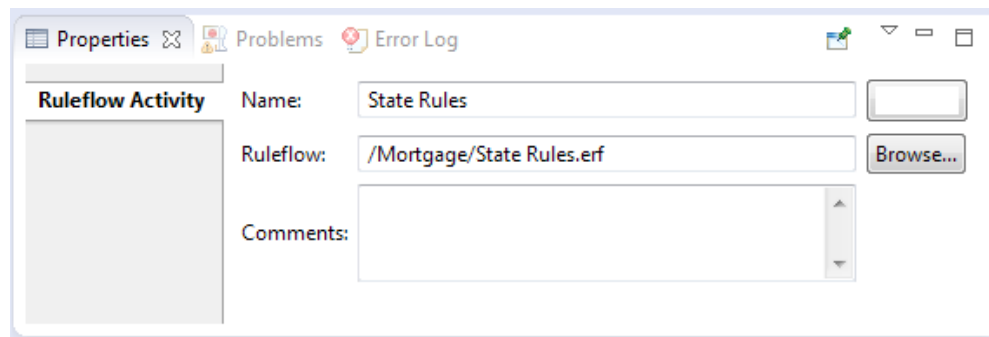 Properties Problems Error Log
Ruleflow Activity
Name: State Rules
Ruleflow: /Mortgage/State Rules.erf Browse...
Comments: